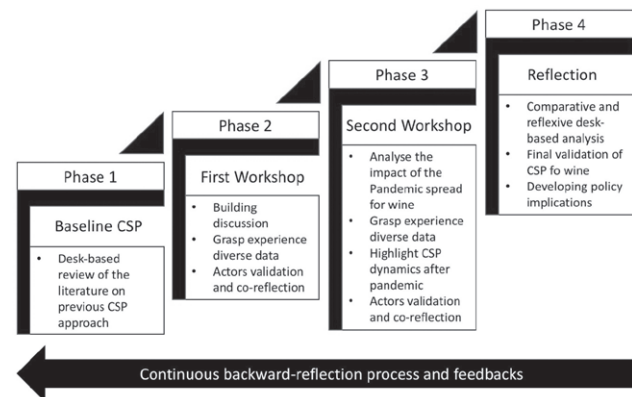 Phase 1
Baseline CSP
• Desk-based
review of the
literature on
previous CSP
approach
Phase 2
First Workshop
• Building
discussion
• Grasp experience
diverse data
• Actors validation
and co-reflection
Phase 3
Second Workshop
• Analyse the
impact of the
Pandemic spread
for wine
• Grasp experience
diverse data
• Highlight CSP
dynamics after
pandemic
• Actors validation
and co-reflection
Phase 4
Reflection
• Comparative and
reflexive desk-
based analysis
• Final validation of
CSP fo wine
• Developing policy
implications
Continuous backward-reflection process and feedbacks